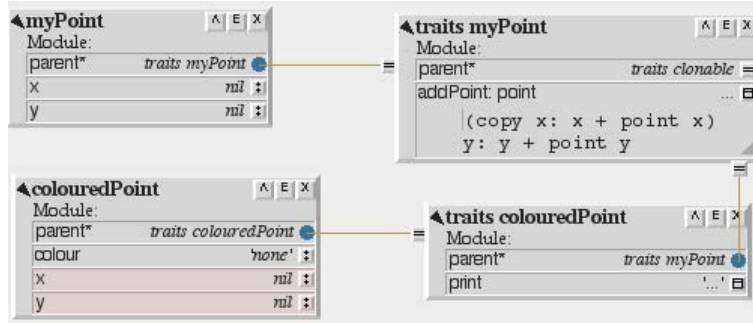 myPoint
Module:
parent* traits myPoint
x nil
y nil
traits myPoint
Module:
parent* traits clonable =
addPoint: point ...
(copy x: x + point x)
y: y + point y
colouredPoint
Module:
parent* traits colouredPoint
colour 'none'
x nil
y nil
traits colouredPoint
Module:
parent* traits myPoint
print '...'